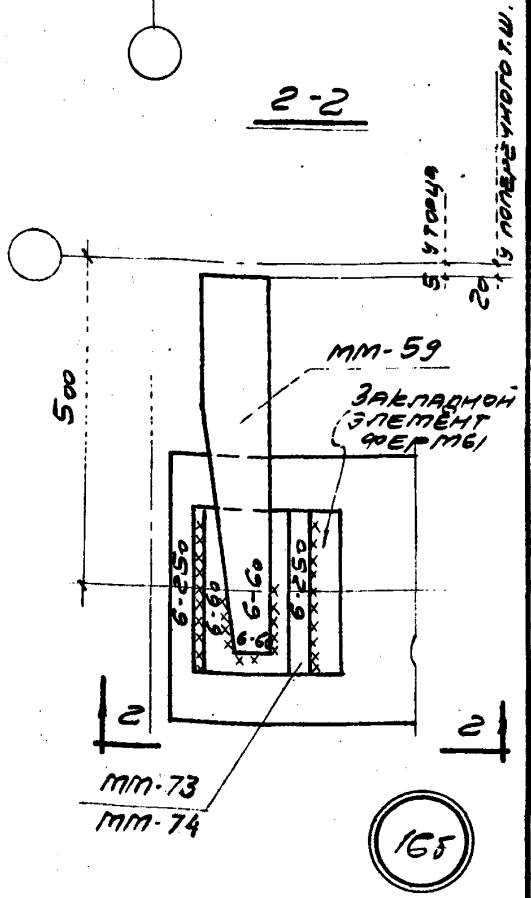 2-2
5 У ТОРЦА
20 У ПОПЕРЕЧНОГО Т.Ш.
500
ММ-59
ЗАКЛАДНОЙ
ЭЛЕМЕНТ
ФЕРМЫ
6-250
6-60
6-60
6-60
6-250
2
2
ММ-73
ММ-74
165